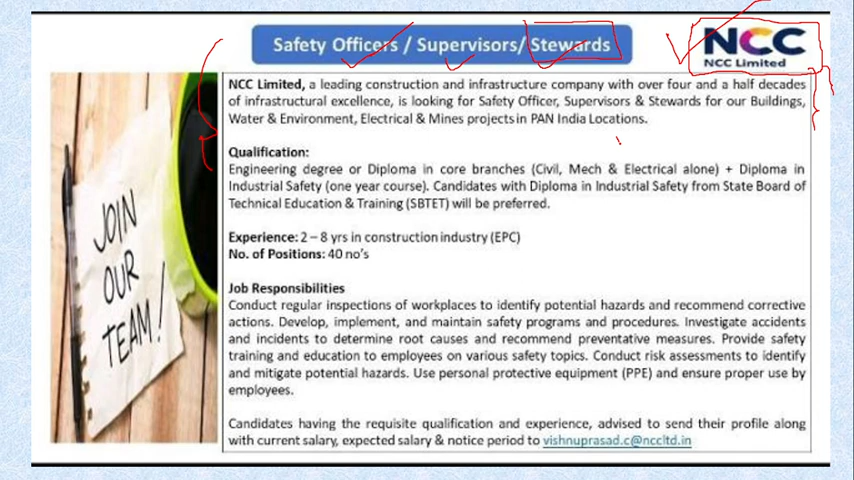 Safety Officers / Supervisors/ Stewards
NCC
NCC Limited
NCC Limited, a leading construction and infrastructure company with over four and a half decades
of infrastructural excellence, is looking for Safety Officer, Supervisors & Stewards for our Buildings,
Water & Environment, Electrical & Mines projects in PAN India Locations.
Qualification:
Engineering degree or Diploma in core branches (Civil, Mech & Electrical alone) + Diploma in
Industrial Safety (one year course). Candidates with Diploma in Industrial Safety from State Board of
Technical Education & Training (SBTET) will be preferred.
Experience: 2 – 8 yrs in construction industry (EPC)
No. of Positions: 40 no's
Job Responsibilities
Conduct regular inspections of workplaces to identify potential hazards and recommend corrective
actions. Develop, implement, and maintain safety programs and procedures. Investigate accidents
and incidents to determine root causes and recommend preventative measures. Provide safety
training and education to employees on various safety topics. Conduct risk assessments to identify
and mitigate potential hazards. Use personal protective equipment (PPE) and ensure proper use by
employees.
Candidates having the requisite qualification and experience, advised to send their profile along
with current salary, expected salary & notice period to vishnuprasad.c@nccltd.in
JOIN
OUR
TEAM!